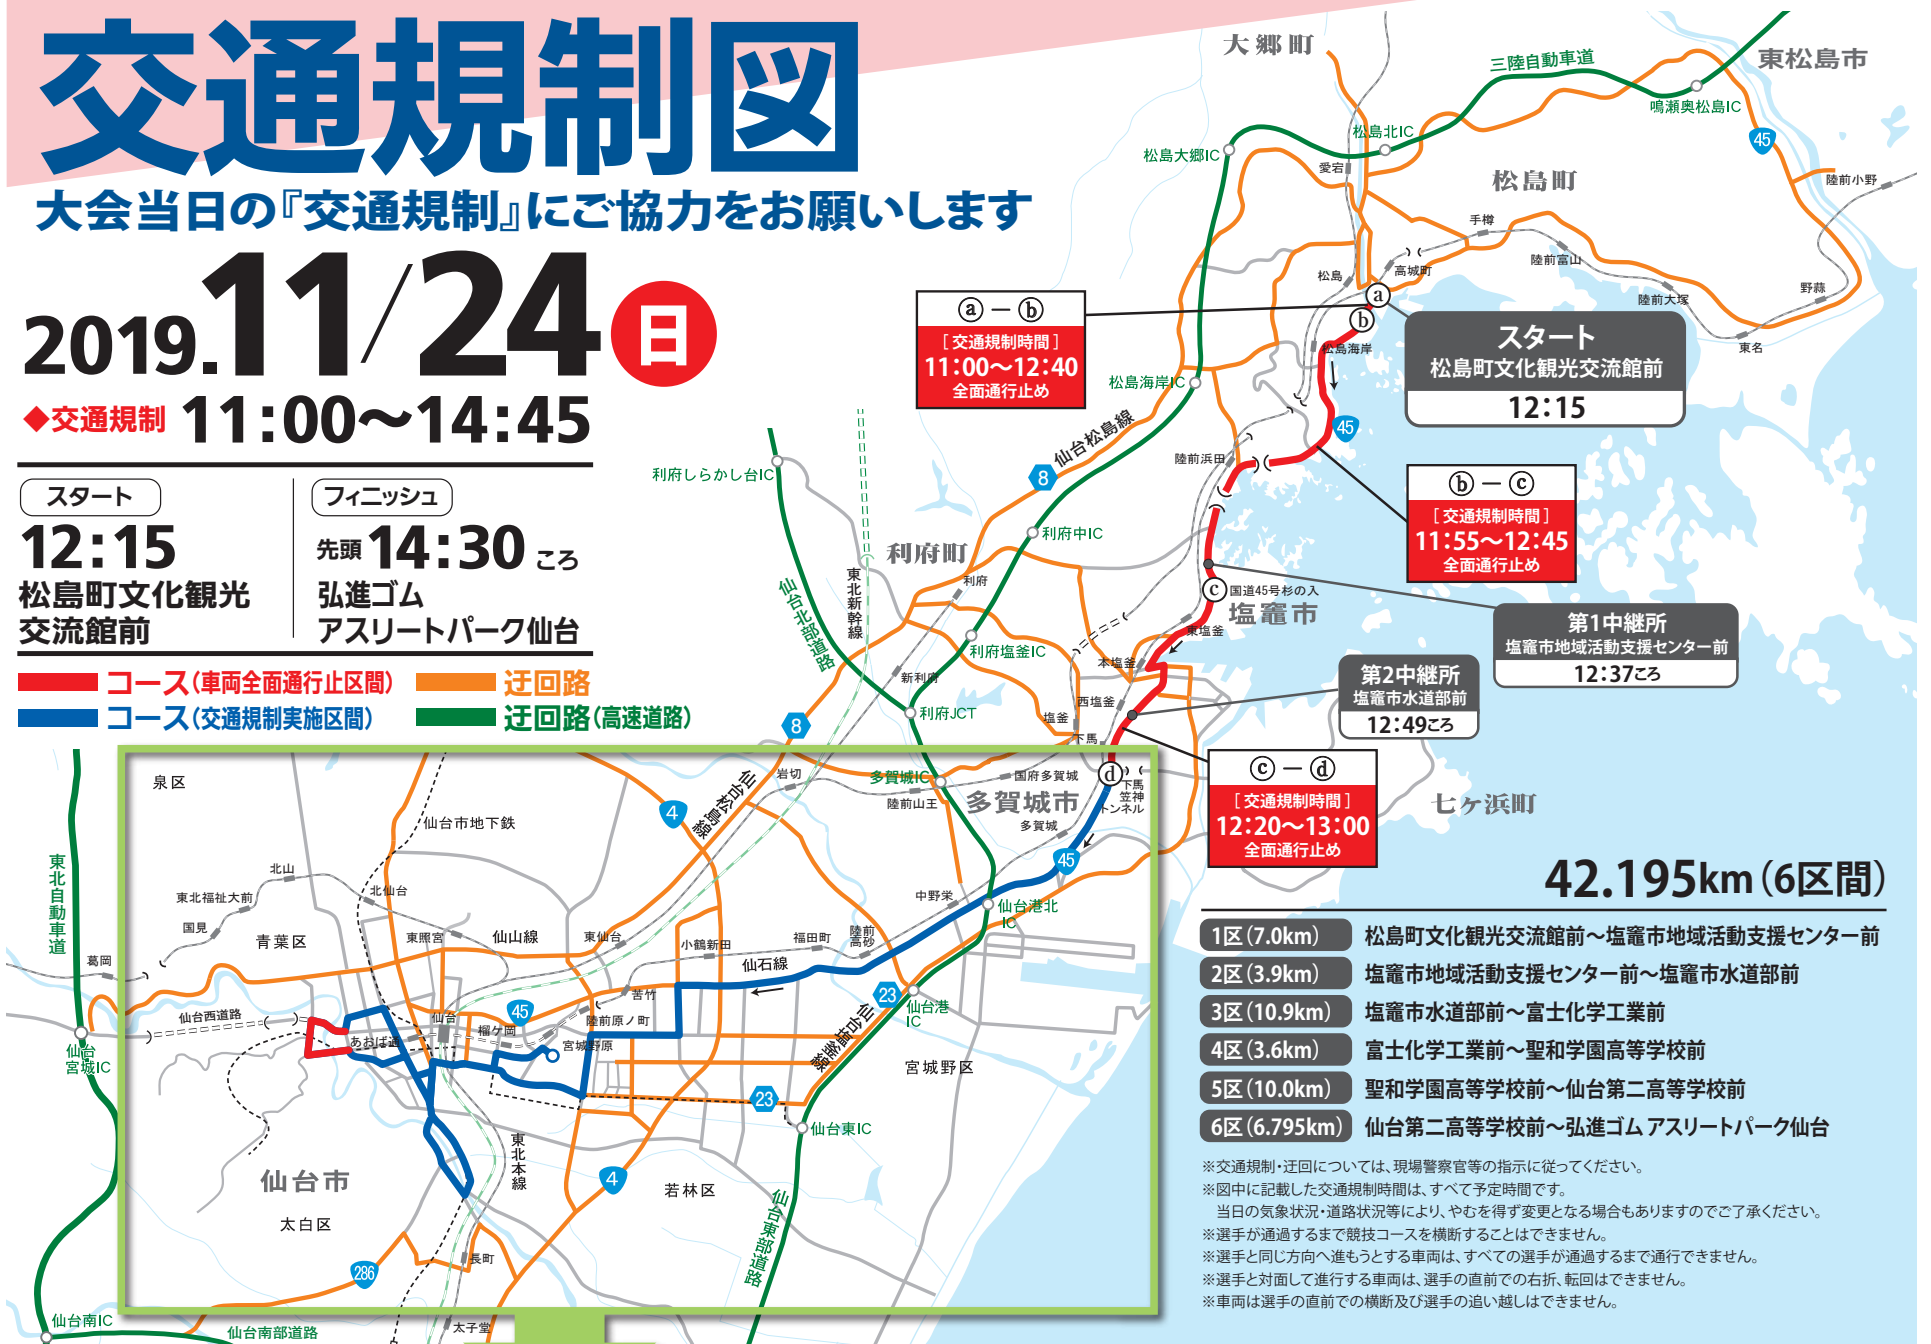 交通規制図
大会当日の『交通規制』にご協力をお願いします
2019.11/24 日
◆交通規制 11:00〜14:45
スタート
12:15
松島町文化観光
交流館前
フィニッシュ
先頭 14:30 ころ
弘進ゴム
アスリートパーク仙台
コース(車両全面通行止区間)
迂回路
コース(交通規制実施区間)
迂回路(高速道路)
大郷町
三陸自動車道
東松島市
鳴瀬奥松島IC
松島北IC
松島大郷IC
愛宕
45
松島町
陸前小野
手樽
陸前富山
高城町
松島
陸前大塚
野蒜
東名
ⓐ
ⓑ
ⓐ — ⓑ
[交通規制時間]
11:00〜12:40
全面通行止め
スタート
松島町文化観光交流館前
12:15
松島海岸
松島海岸IC
45
仙台松島線
8
陸前浜田
ⓑ — ⓒ
[交通規制時間]
11:55〜12:45
全面通行止め
利府しらかし台IC
利府中IC
利府町
利府
東北新幹線
仙台北部道路
ⓒ
国道45号杉の入
塩竈市
東塩釜
第1中継所
塩竈市地域活動支援センター前
12:37ころ
利府塩釜IC
本塩釜
新利府
西塩釜
第2中継所
塩竈市水道部前
12:49ころ
利府JCT
塩釜
8
下馬
ⓓ
下馬
笠神
トンネル
ⓒ — ⓓ
[交通規制時間]
12:20〜13:00
全面通行止め
七ヶ浜町
泉区
岩切
多賀城IC
国府多賀城
陸前山王
多賀城市
多賀城
仙台松島線
4
仙台市地下鉄
45
東北自動車道
北山
北仙台
東北福祉大前
国見
青葉区
東照宮
仙山線
東仙台
小鶴新田
福田町
陸前
高砂
中野栄
仙台港北
IC
葛岡
仙石線
苦竹
23
仙台港
IC
仙台西道路
45
仙台
榴ケ岡
陸前原ノ町
あおば通
宮城野原
仙台塩釜線
仙台
宮城IC
宮城野区
23
仙台東IC
東北本線
4
仙台市
若林区
太白区
仙台東部道路
長町
286
仙台南IC
仙台南部道路
太子堂
42.195km(6区間)
1区(7.0km) 松島町文化観光交流館前〜塩竈市地域活動支援センター前
2区(3.9km) 塩竈市地域活動支援センター前〜塩竈市水道部前
3区(10.9km) 塩竈市水道部前〜富士化学工業前
4区(3.6km) 富士化学工業前〜聖和学園高等学校前
5区(10.0km) 聖和学園高等学校前〜仙台第二高等学校前
6区(6.795km) 仙台第二高等学校前〜弘進ゴム アスリートパーク仙台
※交通規制・迂回については、現場警察官等の指示に従ってください。
※図中に記載した交通規制時間は、すべて予定時間です。
当日の気象状況・道路状況等により、やむを得ず変更となる場合もありますのでご了承ください。
※選手が通過するまで競技コースを横断することはできません。
※選手と同じ方向へ進もうとする車両は、すべての選手が通過するまで通行できません。
※選手と対面して進行する車両は、選手の直前での右折、転回はできません。
※車両は選手の直前での横断及び選手の追い越しはできません。